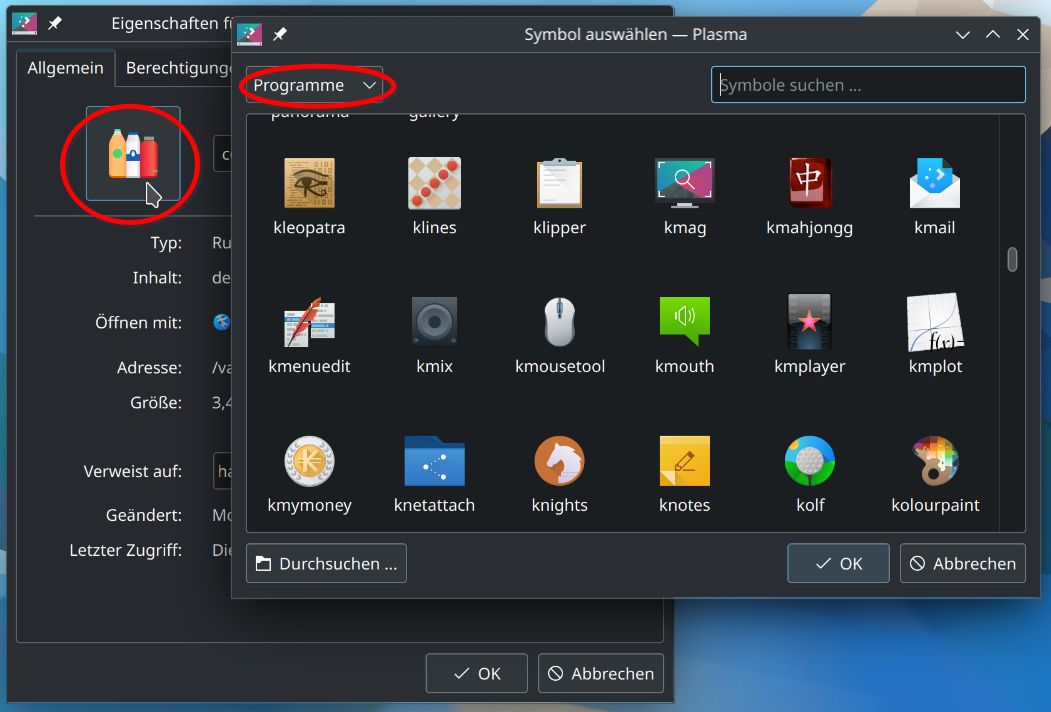 Eigenschaften fü
Symbol auswählen — Plasma
Allgemein
Berechtigunge
Programme
Symbole suchen ...
panorama
gallery
kleopatra
klines
klipper
kmag
kmahjongg
kmail
kmenuedit
kmix
kmousetool
kmouth
kmplayer
kmplot
kmymoney
knetattach
knights
knotes
kolf
kolourpaint
中
f(x)=
Typ: Ru
Inhalt: de
Öffnen mit:
Adresse: /va
Größe: 3,4
Verweist auf: ha
Geändert: Mo
Letzter Zugriff: Die
Durchsuchen ...
OK
Abbrechen
OK
Abbrechen